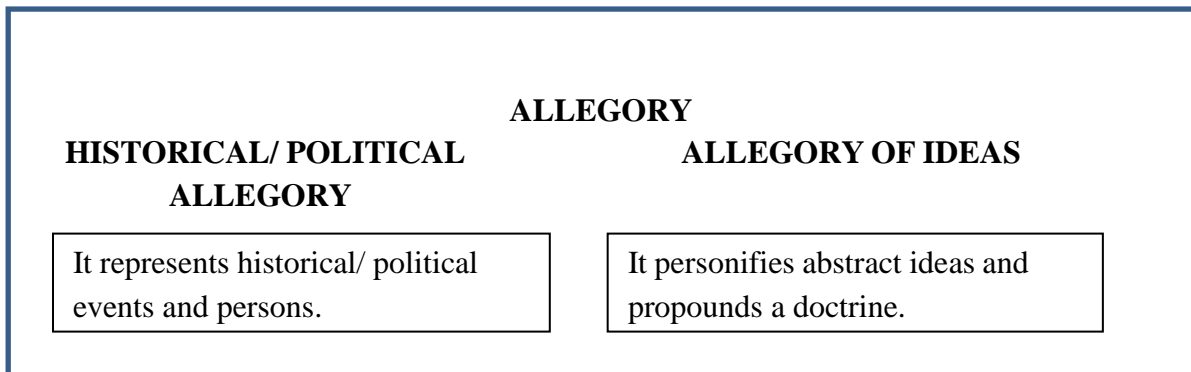 ALLEGORY
HISTORICAL/ POLITICAL
ALLEGORY
ALLEGORY OF IDEAS
It represents historical/ political
events and persons.
It personifies abstract ideas and
propounds a doctrine.